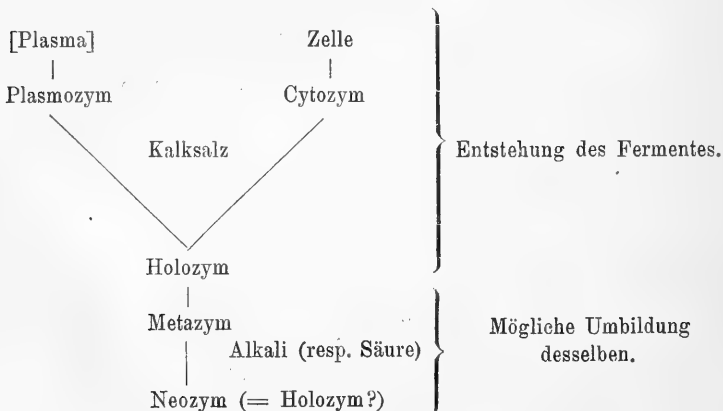 [Plasma] Zelle
Plasmozym Cytozym
Kalksalz
Entstehung des Fermentes.
Holozym
Metazym
Alkali (resp. Säure)
Mögliche Umbildung
desselben.
Neozym (= Holozym?)